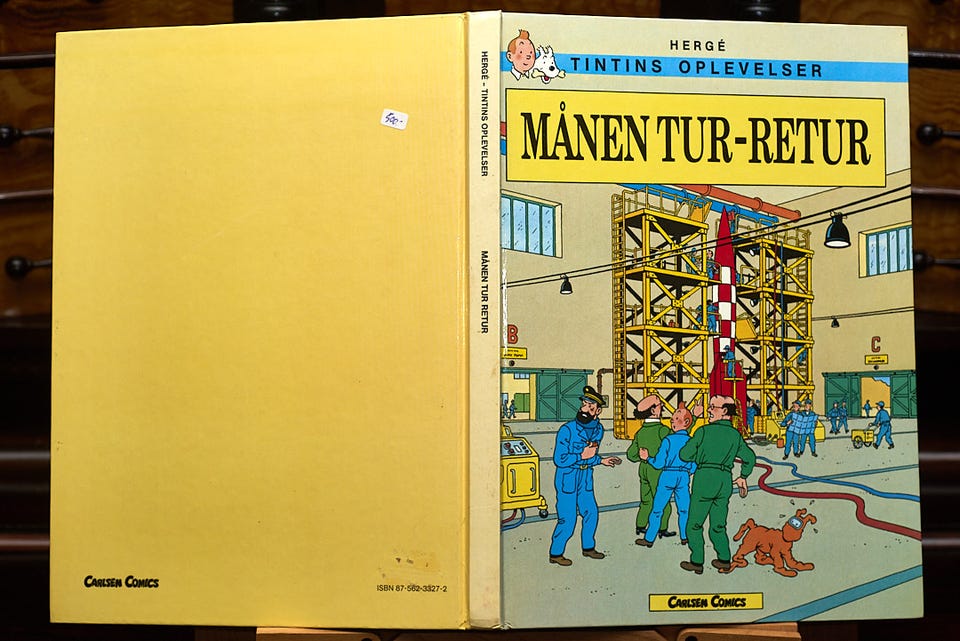 500.-
CARLSEN COMICS
ISBN 87-562-3327-2
HERGÉ - TINTINS OPLEVELSER
MÅNEN TUR RETUR
HERGÉ
TINTINS OPLEVELSER
MÅNEN TUR-RETUR
B
C
CARLSEN COMICS